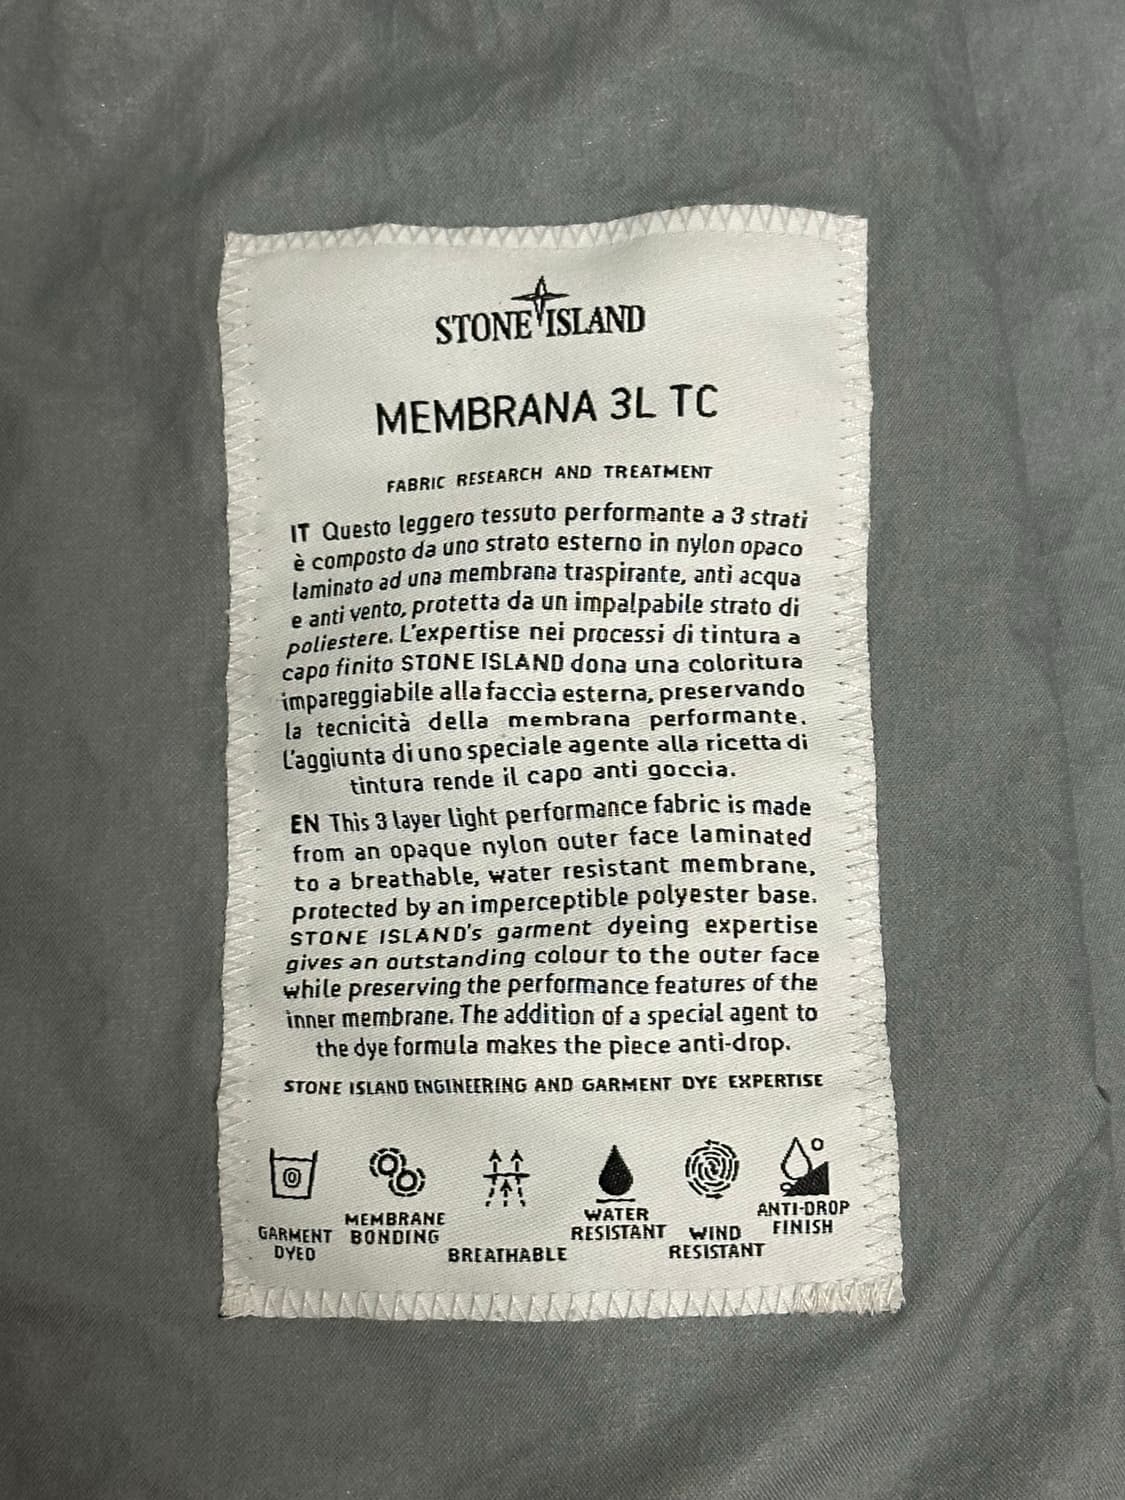 STONE ISLAND
MEMBRANA 3L TC
FABRIC RESEARCH AND TREATMENT
IT Questo leggero tessuto performante a 3 strati
è composto da uno strato esterno in nylon opaco
laminato ad una membrana traspirante, anti acqua
e anti vento, protetta da un impalpabile strato di
poliestere. L'expertise nei processi di tintura a
capo finito STONE ISLAND dona una coloritura
impareggiabile alla faccia esterna, preservando
la tecnicità della membrana performante.
L'aggiunta di uno speciale agente alla ricetta di
tintura rende il capo anti goccia.
EN This 3 layer light performance fabric is made
from an opaque nylon outer face laminated
to a breathable, water resistant membrane,
protected by an imperceptible polyester base.
STONE ISLAND's garment dyeing expertise
gives an outstanding colour to the outer face
while preserving the performance features of the
inner membrane. The addition of a special agent to
the dye formula makes the piece anti-drop.
STONE ISLAND ENGINEERING AND GARMENT DYE EXPERTISE
GARMENT
DYED
MEMBRANE
BONDING
BREATHABLE
WATER
RESISTANT
WIND
RESISTANT
ANTI-DROP
FINISH